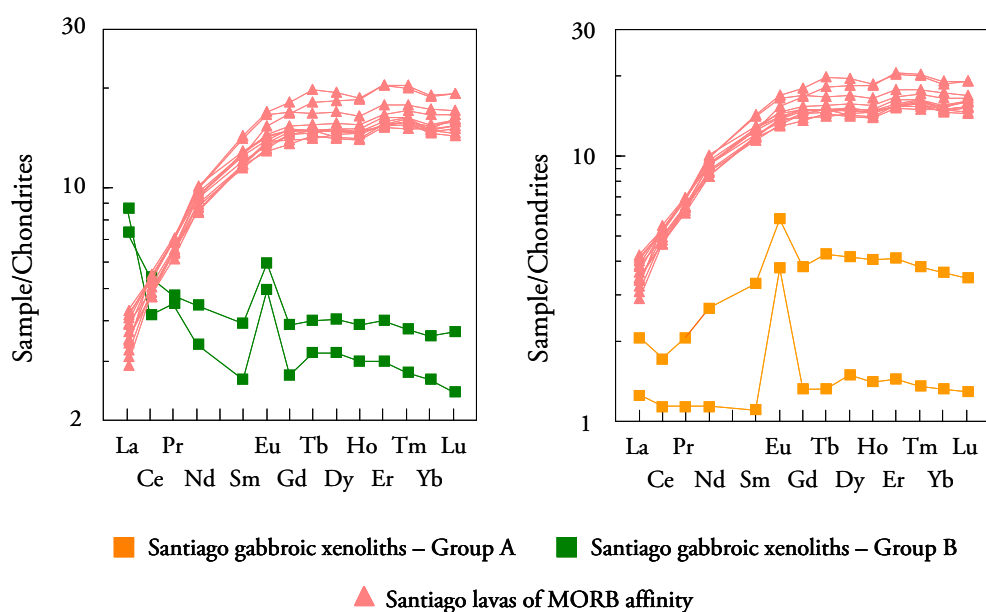 30
10
2
Sample/Chondrites
La Pr Eu Tb Ho Tm Lu
Ce Nd Sm Gd Dy Er Yb
30
10
1
Sample/Chondrites
La Pr Eu Tb Ho Tm Lu
Ce Nd Sm Gd Dy Er Yb
Santiago gabbroic xenoliths – Group A
Santiago gabbroic xenoliths – Group B
Santiago lavas of MORB affinity